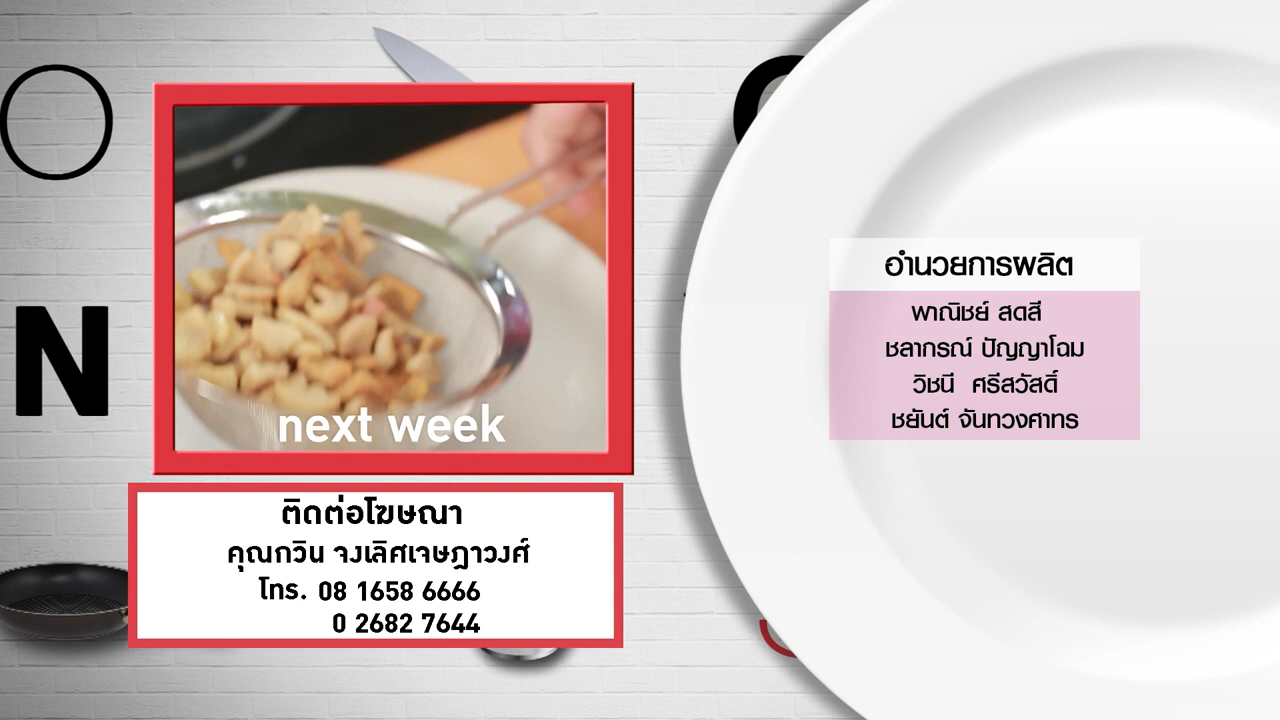 O
N
next week
ติดต่อโฆษณา
คุณกวิน จงเลิศเจษฎาวงศ์
โทร. 08 1658 6666
0 2682 7644
อำนวยการผลิต
พาณิชย์ สดสี
ชลากรณ์ ปัญญาโฉม
วิชนี ศรีสวัสดิ์
ชยันต์ จันทวงศาทร